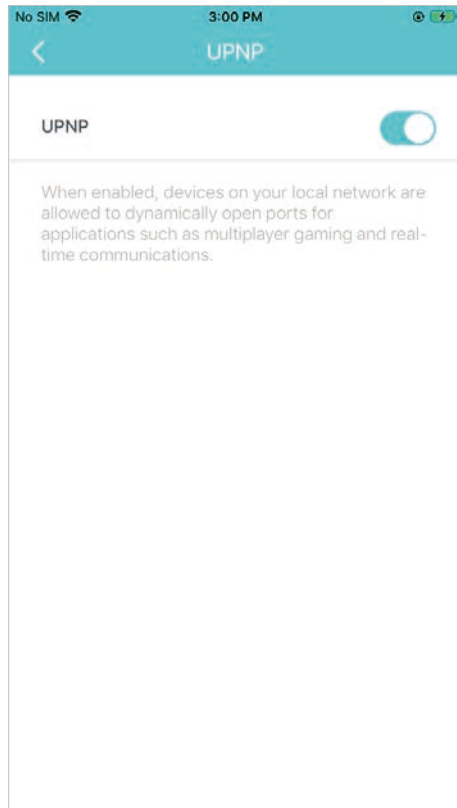 No SIM 3:00 PM
UPNP
UPNP
When enabled, devices on your local network are
allowed to dynamically open ports for
applications such as multiplayer gaming and real-
time communications.